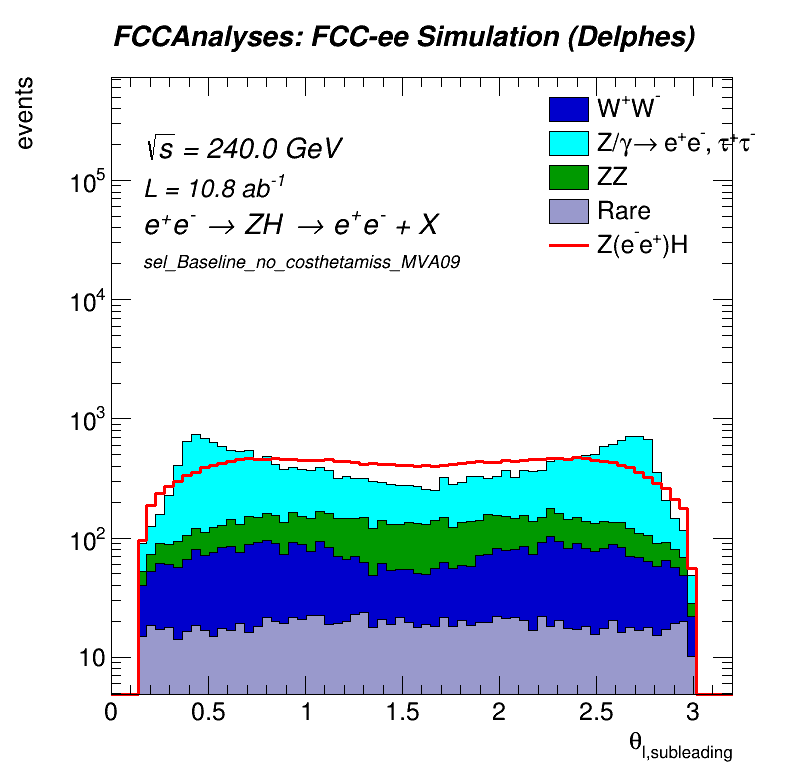 FCCAnalyses: FCC-ee Simulation (Delphes)
events
√s = 240.0 GeV
L = 10.8 ab⁻¹
e⁺e⁻ → ZH → e⁺e⁻ + X
sel_Baseline_no_costhetamiss_MVA09
W⁺W⁻
Z/γ→ e⁺e⁻, τ⁺τ⁻
ZZ
Rare
Z(e⁻e⁺)H
10⁵
10⁴
10³
10²
10
0 0.5 1 1.5 2 2.5 3
θ_l,subleading